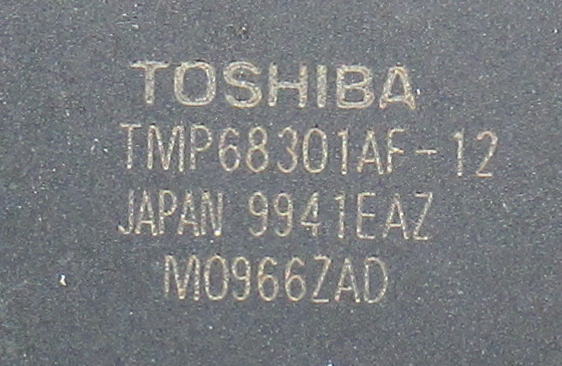 TOSHIBA
TMP68301AF-12
JAPAN 9941EAZ
M0966ZAD